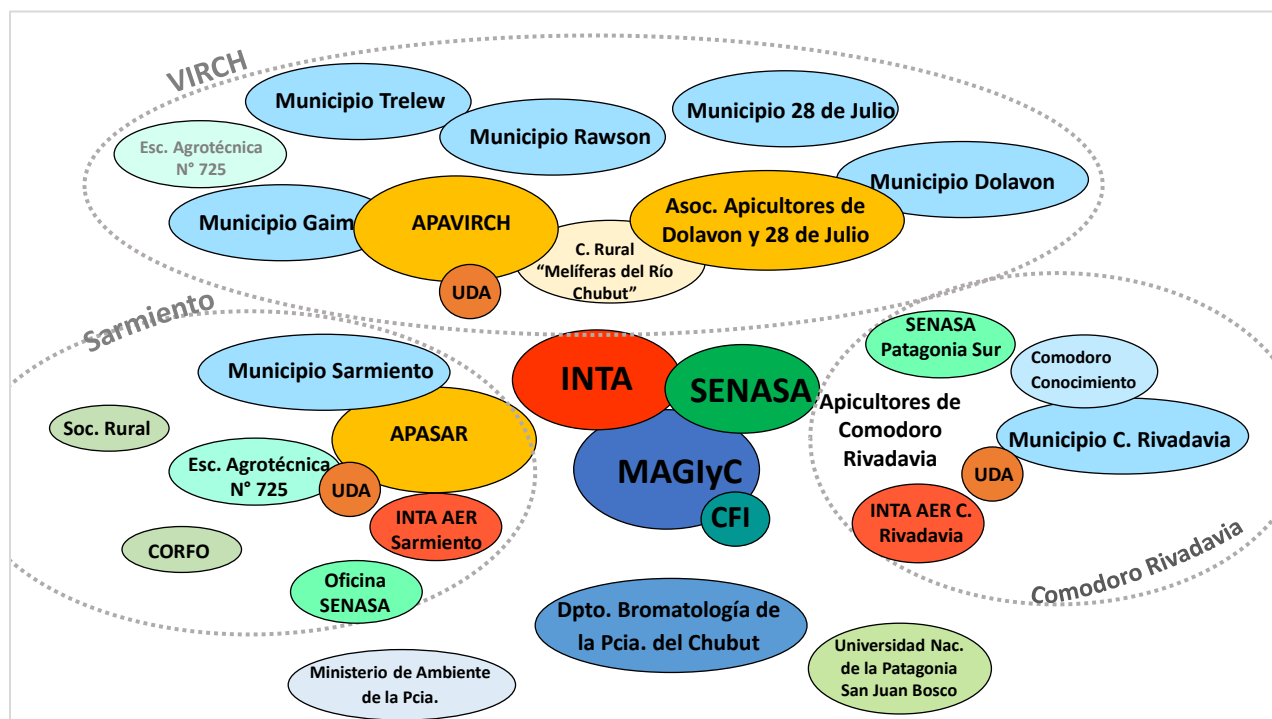 VIRCH
Municipio Trelew
Municipio 28 de Julio
Municipio Rawson
Esc. Agrotécnica
N° 725
Municipio Dolavon
Municipio Gaim
APAVIRCH
Asoc. Apicultores de
Dolavon y 28 de Julio
C. Rural
“Melíferas del Río
Chubut”
UDA
Sarmiento
Municipio Sarmiento
APASAR
Soc. Rural
Esc. Agrotécnica
N° 725
UDA
INTA AER
Sarmiento
CORFO
Oficina
SENASA
INTA
SENASA
MAGIyC
CFI
SENASA
Patagonia Sur
Comodoro
Conocimiento
Apicultores de
Comodoro
Rivadavia
Municipio C. Rivadavia
UDA
INTA AER C.
Rivadavia
Comodoro Rivadavia
Dpto. Bromatología de
la Pcia. del Chubut
Universidad Nac.
de la Patagonia
San Juan Bosco
Ministerio de Ambiente
de la Pcia.